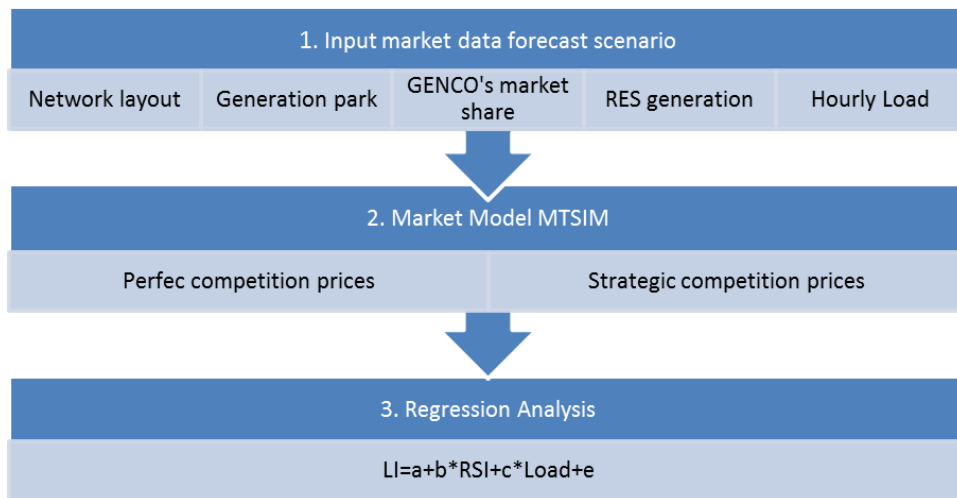 1. Input market data forecast scenario
Network layout
Generation park
GENCO's market
share
RES generation
Hourly Load
2. Market Model MTSIM
Perfec competition prices
Strategic competition prices
3. Regression Analysis
LI=a+b*RSI+c*Load+e